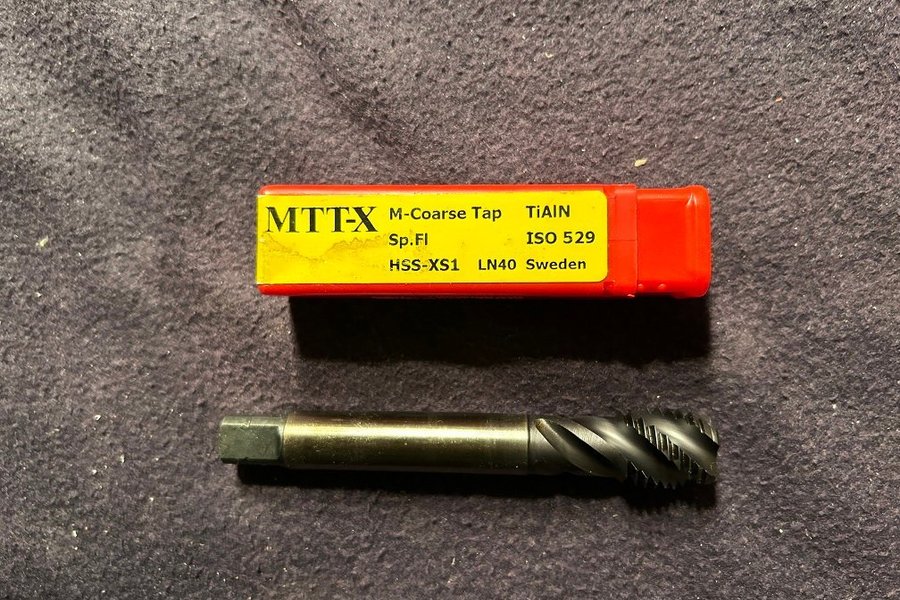 MTT-X M-Coarse Tap TiAlN
Sp.Fl ISO 529
HSS-XS1 LN40 Sweden